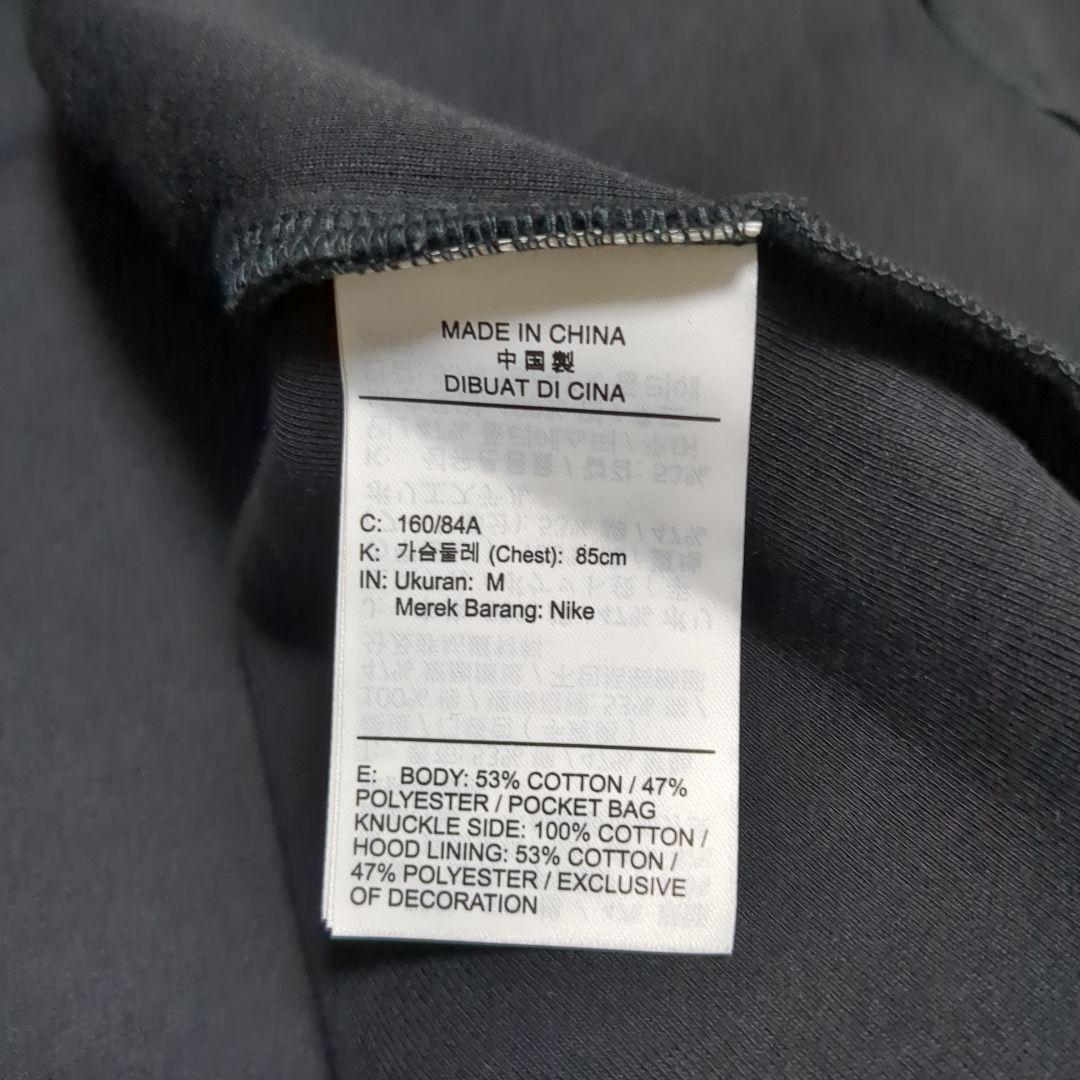 MADE IN CHINA
中国製
DIBUAT DI CINA
C: 160/84A
K: 가슴둘레 (Chest): 85cm
IN: Ukuran: M
Merek Barang: Nike
E: BODY: 53% COTTON / 47%
POLYESTER / POCKET BAG
KNUCKLE SIDE: 100% COTTON /
HOOD LINING: 53% COTTON /
47% POLYESTER / EXCLUSIVE
OF DECORATION